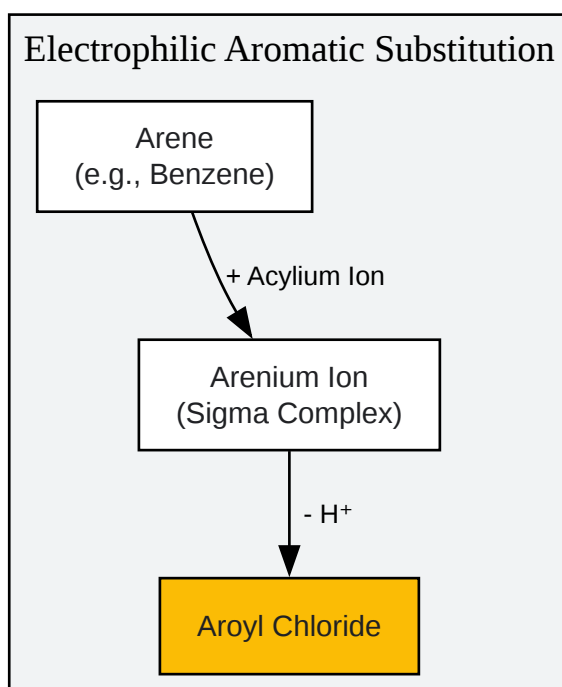 Electrophilic Aromatic Substitution
Arene
(e.g., Benzene)
+ Acylium Ion
Arenium Ion
(Sigma Complex)
- H⁺
Aroyl Chloride